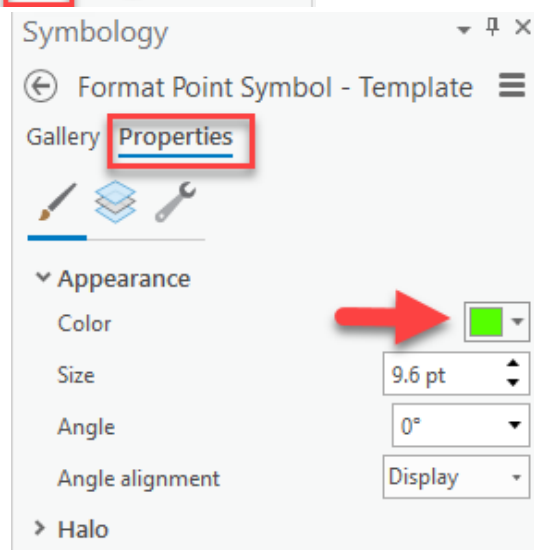 Symbology
Format Point Symbol - Template
Gallery Properties
Appearance
Color
Size 9.6 pt
Angle 0°
Angle alignment Display
Halo